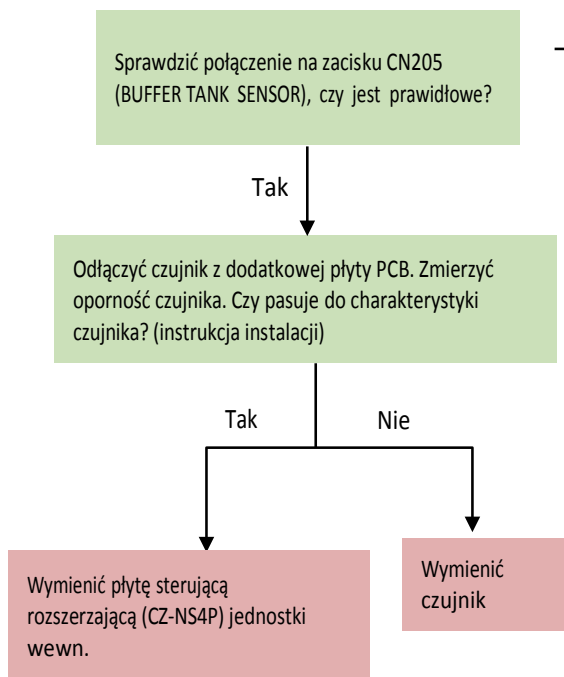 Sprawdzić połączenie na zacisku CN205
(BUFFER TANK SENSOR), czy jest prawidłowe?
Tak
Odłączyć czujnik z dodatkowej płyty PCB. Zmierzyć
oporność czujnika. Czy pasuje do charakterystyki
czujnika? (instrukcja instalacji)
Tak
Nie
Wymienić płytę sterującą
rozszerzającą (CZ-NS4P) jednostki
wewn.
Wymienić
czujnik